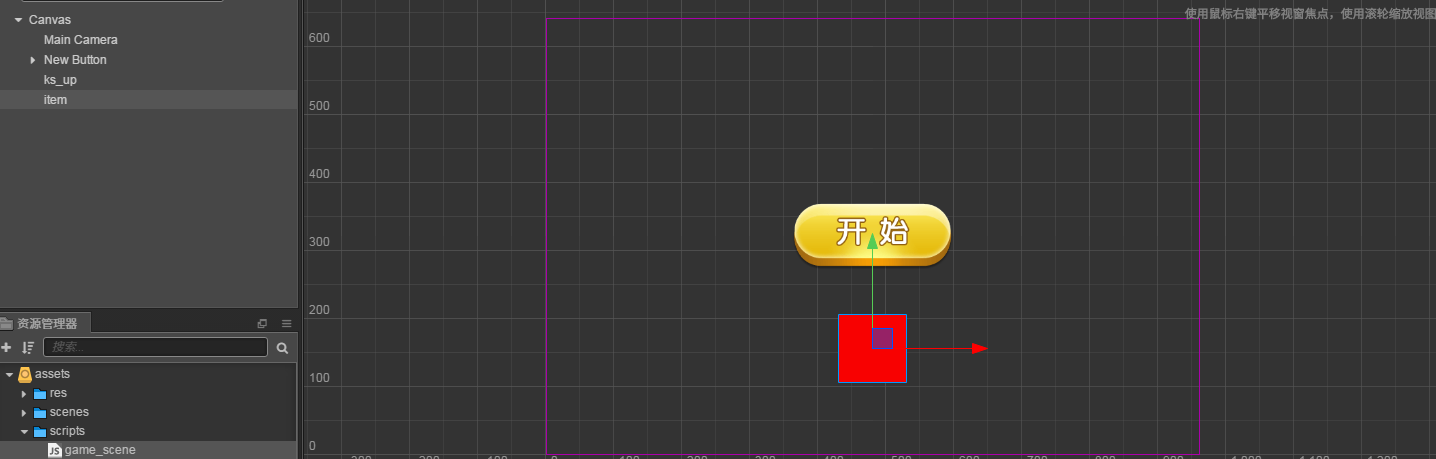 Canvas
Main Camera
New Button
ks_up
item
资源管理器
搜索...
assets
res
scenes
scripts
JS game_scene
使用鼠标右键平移视窗焦点，使用滚轮缩放视图
600
500
400
300
200
100
0
开 始